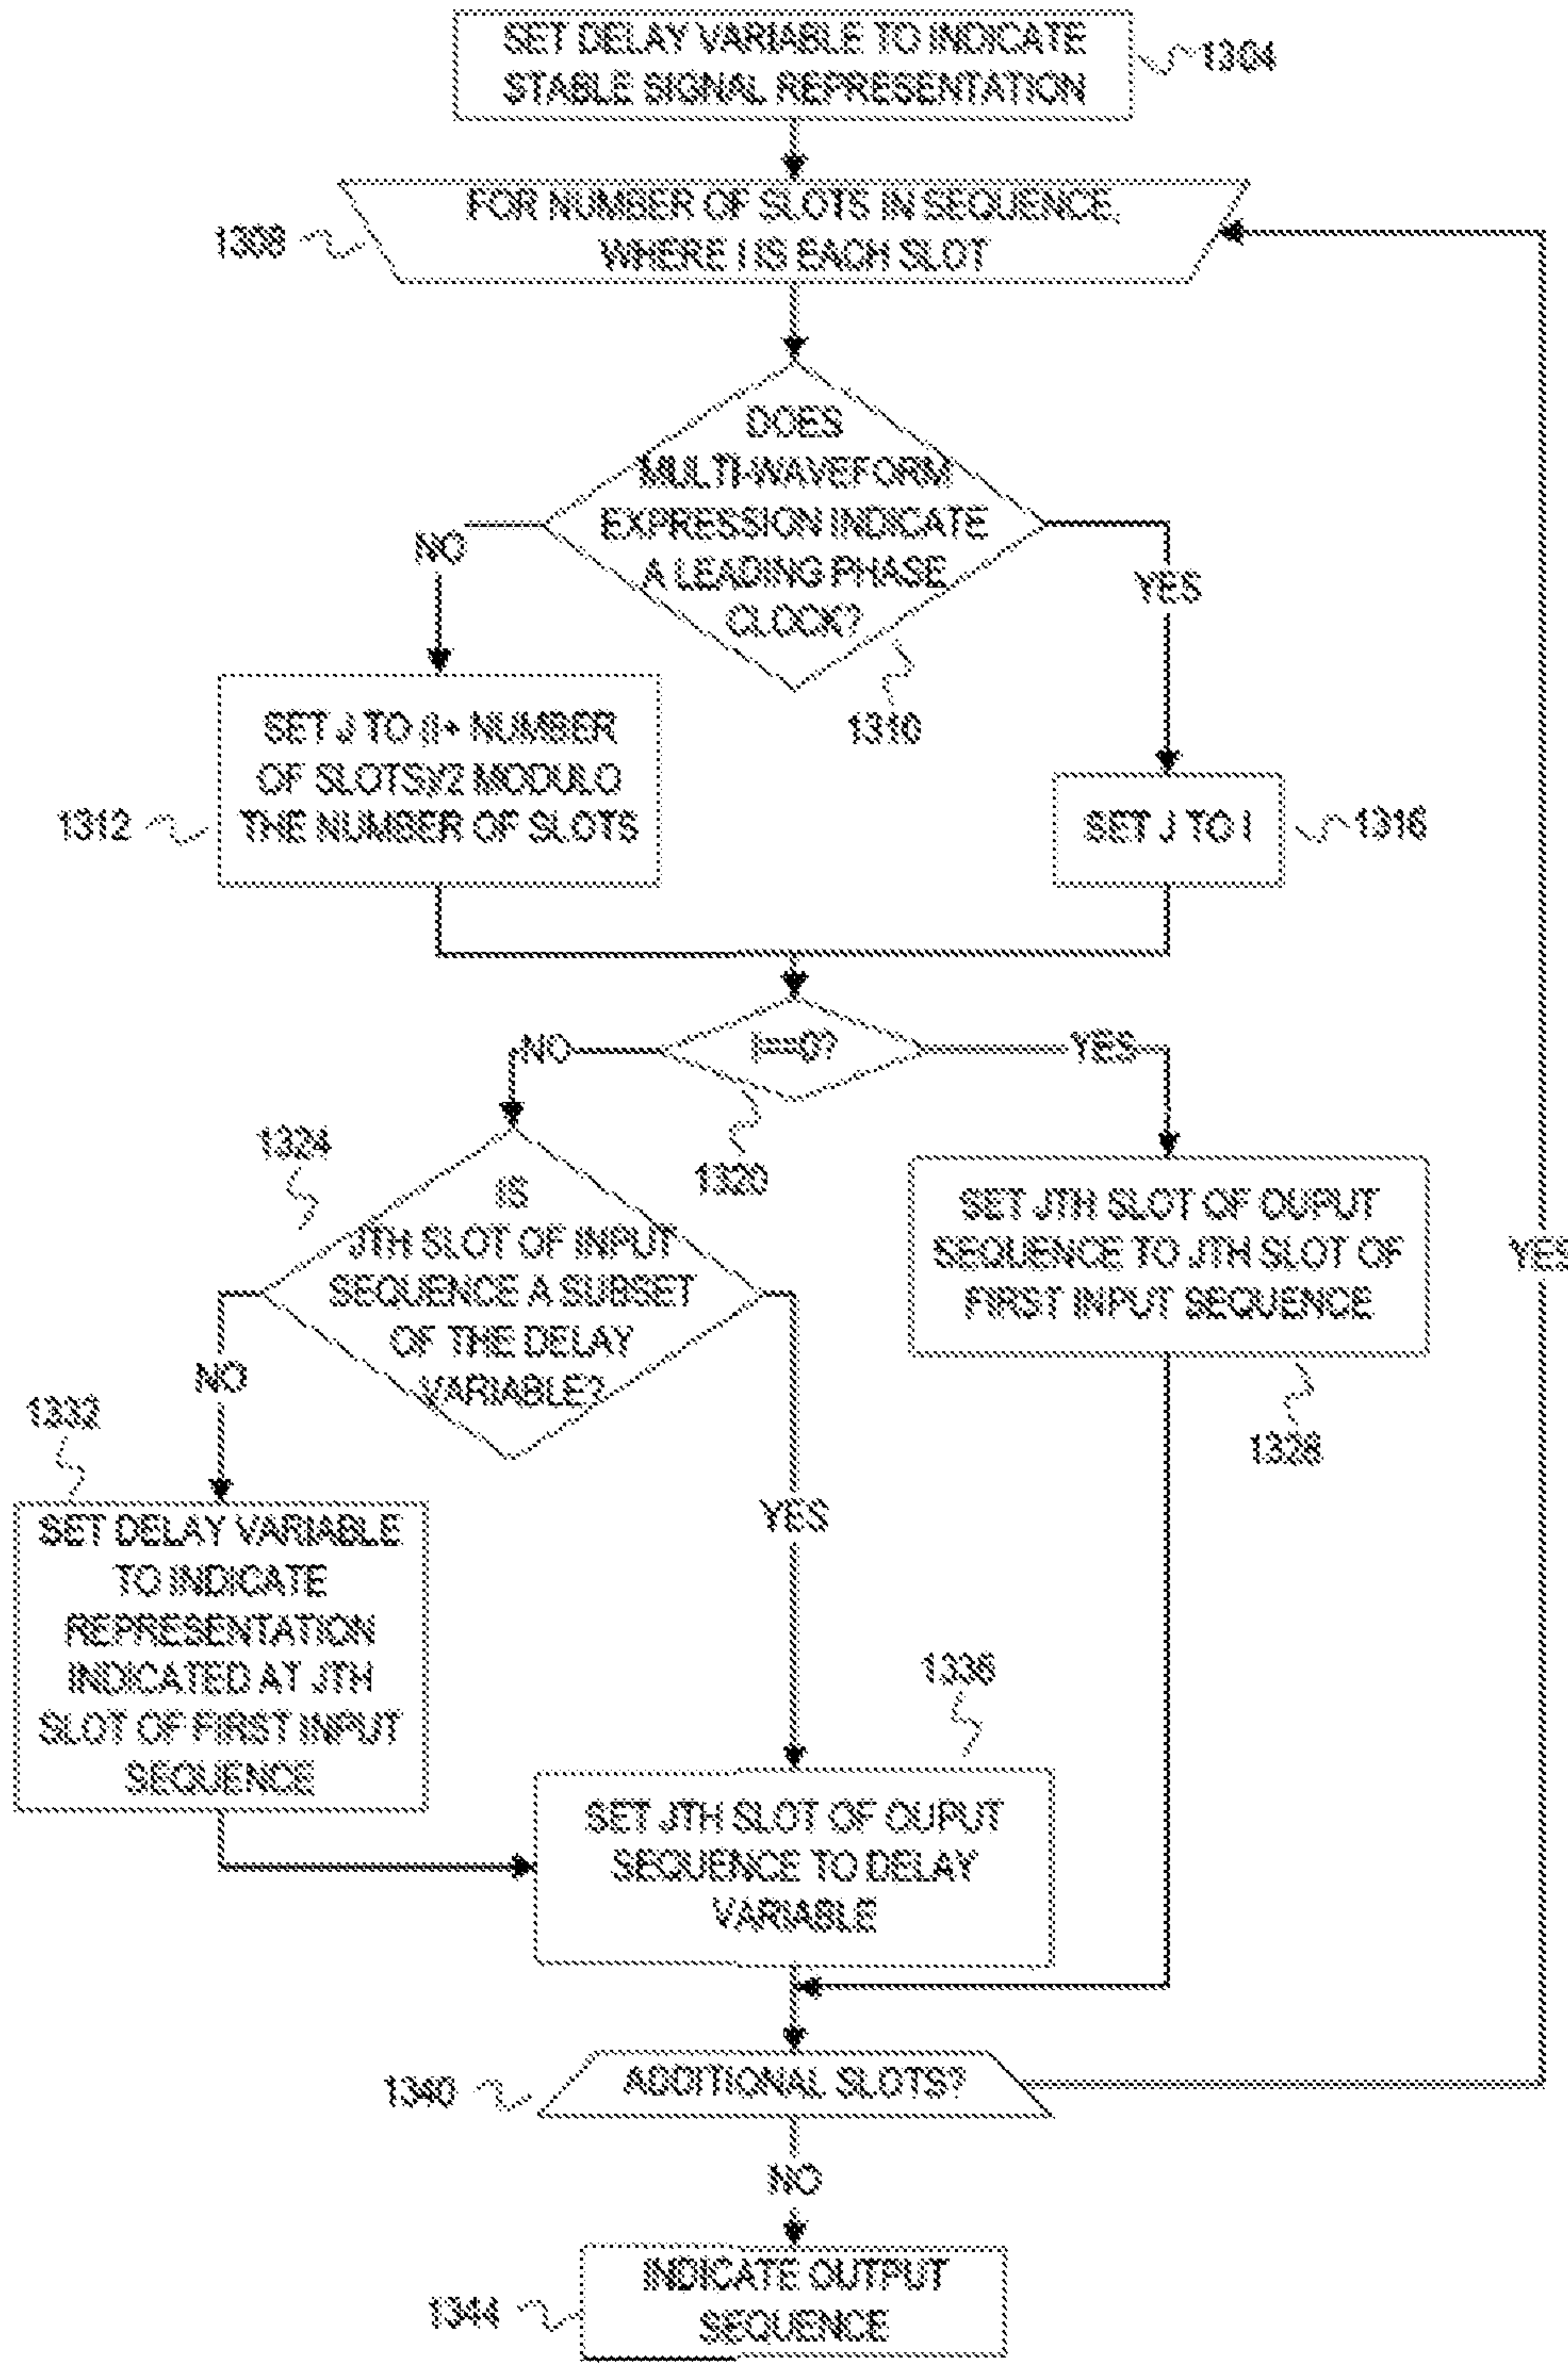 SET DELAY VARIABLE TO INDICATE
STABLE SIGNAL REPRESENTATION
1304
FOR NUMBER OF SLOTS IN SEQUENCE,
WHERE I IS EACH SLOT
1308
DOES
MULTI-WAVEFORM
EXPRESSION INDICATE
A LEADING PHASE
CLOCK?
NO
YES
1310
SET J TO (I + NUMBER
OF SLOTS)/2 MODULO
THE NUMBER OF SLOTS
1312
SET J TO I
1316
I==0?
NO
YES
1320
1324
IS
JTH SLOT OF INPUT
SEQUENCE A SUBSET
OF THE DELAY
VARIABLE?
SET JTH SLOT OF OUPUT
SEQUENCE TO JTH SLOT OF
FIRST INPUT SEQUENCE
1328
YES
NO
YES
1332
SET DELAY VARIABLE
TO INDICATE
REPRESENTATION
INDICATED AT JTH
SLOT OF FIRST INPUT
SEQUENCE
1336
SET JTH SLOT OF OUPUT
SEQUENCE TO DELAY
VARIABLE
ADDITIONAL SLOTS?
1340
NO
INDICATE OUTPUT
SEQUENCE
1344